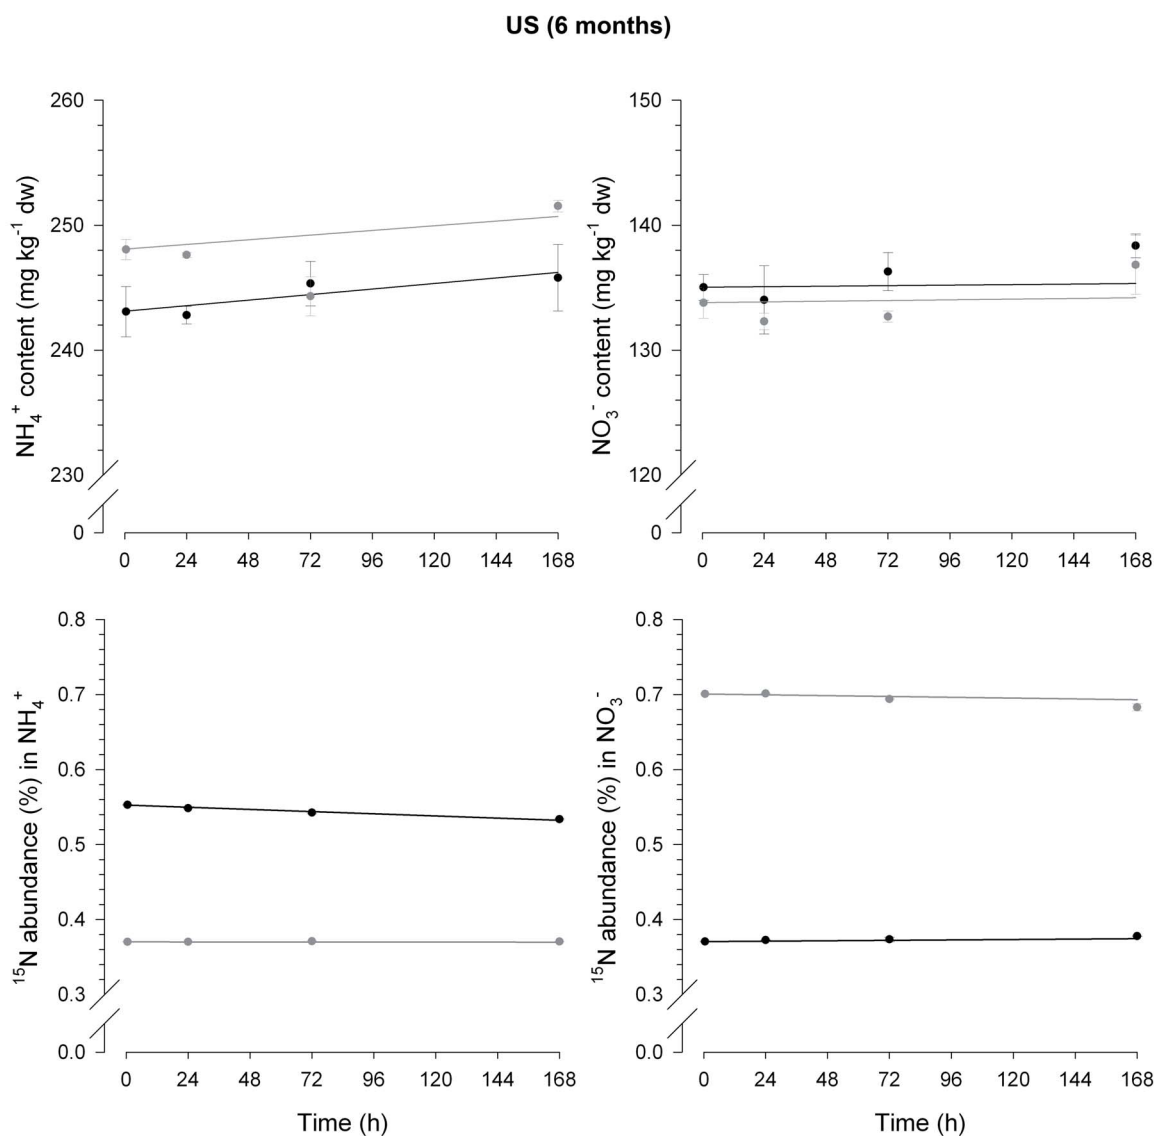 US (6 months)
NH₄⁺ content (mg kg⁻¹ dw)
260
250
240
230
0
0 24 48 72 96 120 144 168
NO₃⁻ content (mg kg⁻¹ dw)
150
140
130
120
0
0 24 48 72 96 120 144 168
¹⁵N abundance (%) in NH₄⁺
0.8
0.7
0.6
0.5
0.4
0.3
0.0
0 24 48 72 96 120 144 168
Time (h)
¹⁵N abundance (%) in NO₃⁻
0.8
0.7
0.6
0.5
0.4
0.3
0.0
0 24 48 72 96 120 144 168
Time (h)